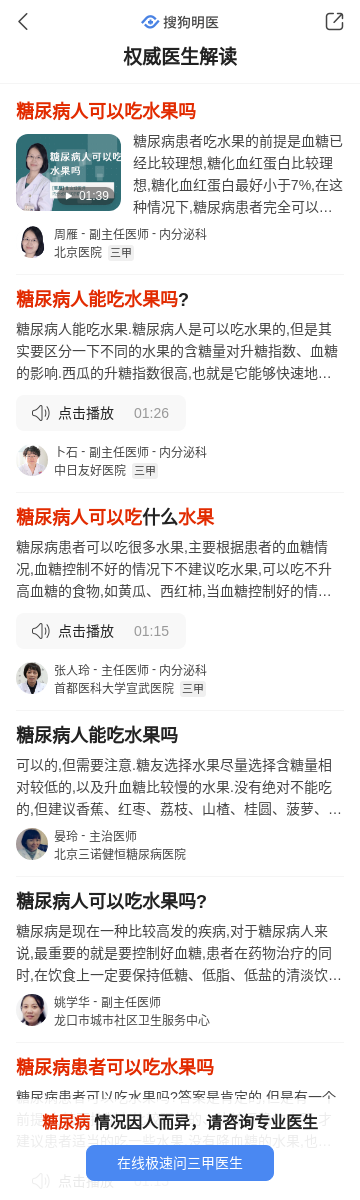 搜狗明医
权威医生解读
糖尿病人可以吃水果吗
糖尿病人可以吃
水果吗
01:39
糖尿病患者吃水果的前提是血糖已
经比较理想,糖化血红蛋白比较理
想,糖化血红蛋白最好小于7%,在这
种情况下,糖尿病患者完全可以…
周雁 - 副主任医师 - 内分泌科
北京医院 三甲
糖尿病人能吃水果吗?
糖尿病人能吃水果.糖尿病人是可以吃水果的,但是其
实要区分一下不同的水果的含糖量对升糖指数、血糖
的影响.西瓜的升糖指数很高,也就是它能够快速地…
点击播放 01:26
卜石 - 副主任医师 - 内分泌科
中日友好医院 三甲
糖尿病人可以吃什么水果
糖尿病患者可以吃很多水果,主要根据患者的血糖情
况,血糖控制不好的情况下不建议吃水果,可以吃不升
高血糖的食物,如黄瓜、西红柿,当血糖控制好的情…
点击播放 01:15
张人玲 - 主任医师 - 内分泌科
首都医科大学宣武医院 三甲
糖尿病人能吃水果吗
可以的,但需要注意.糖友选择水果尽量选择含糖量相
对较低的,以及升血糖比较慢的水果.没有绝对不能吃
的,但建议香蕉、红枣、荔枝、山楂、桂圆、菠萝、…
晏玲 - 主治医师
北京三诺健恒糖尿病医院
糖尿病人可以吃水果吗?
糖尿病是现在一种比较高发的疾病,对于糖尿病人来
说,最重要的就是要控制好血糖,患者在药物治疗的同
时,在饮食上一定要保持低糖、低脂、低盐的清淡饮…
姚学华 - 副主任医师
龙口市城市社区卫生服务中心
糖尿病患者可以吃水果吗
糖尿病患者可以吃水果吗?答案是肯定的,但是有一个
糖尿病 情况因人而异，请咨询专业医生
在线极速问三甲医生